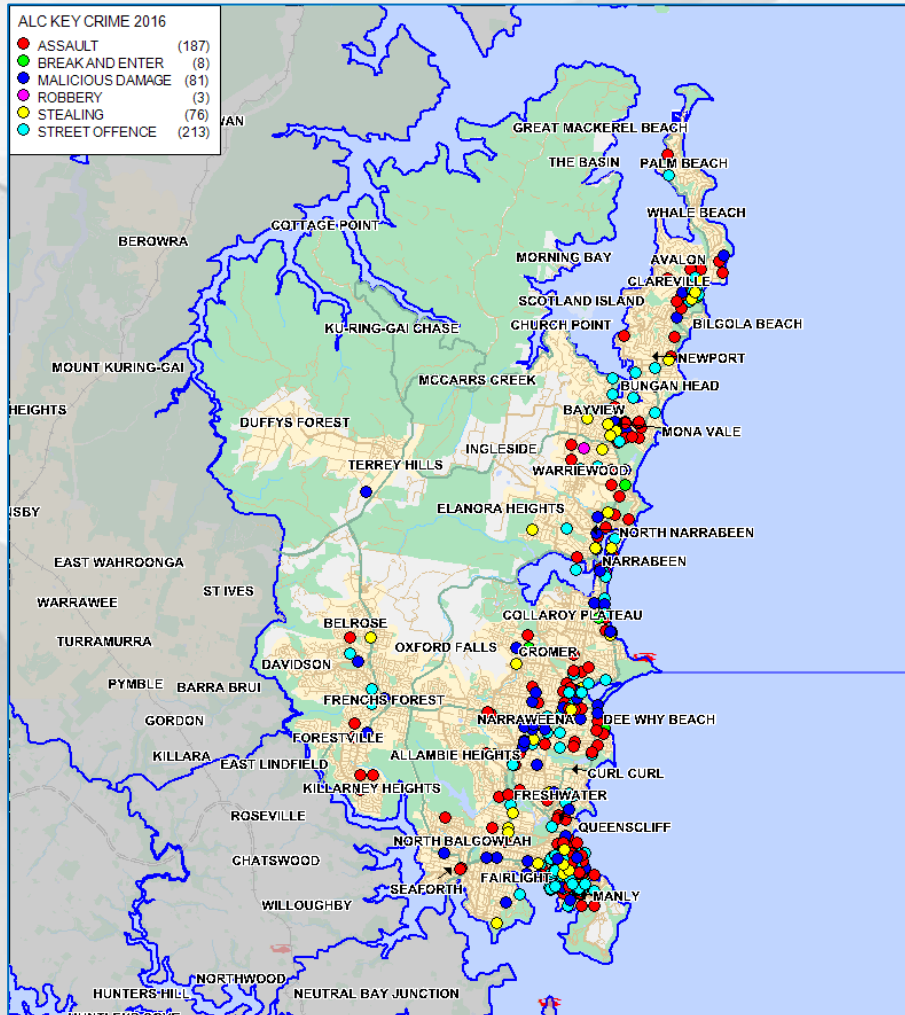 ALC KEY CRIME 2016
ASSAULT (187)
BREAK AND ENTER (8)
MALICIOUS DAMAGE (81)
ROBBERY (3)
STEALING (76)
STREET OFFENCE (213)
WAN
GREAT MACKEREL BEACH
THE BASIN
PALM BEACH
WHALE BEACH
COTTAGE POINT
BEROWRA
MORNING BAY
AVALON
CLAREVILLE
SCOTLAND ISLAND
CHURCH POINT
BILGOLA BEACH
KU-RING-GAI CHASE
NEWPORT
MOUNT KURING-GAI
MCCARRS CREEK
BUNGAN HEAD
HEIGHTS
BAYVIEW
DUFFYS FOREST
MONA VALE
INGLESIDE
TERREY HILLS
WARRIEWOOD
ELANORA HEIGHTS
NSBY
NORTH NARRABEEN
EAST WAHROONGA
NARRABEEN
ST IVES
WARRAWEE
COLLAROY PLATEAU
BELROSE
TURRAMURRA
OXFORD FALLS
CROMER
DAVIDSON
PYMBLE
BARRA BRUI
FRENCHS FOREST
GORDON
NARRAWEENA
DEE WHY BEACH
FORESTVILLE
KILLARA
ALLAMBIE HEIGHTS
EAST LINDFIELD
CURL CURL
KILLARNEY HEIGHTS
FRESHWATER
ROSEVILLE
QUEENSCLIFF
NORTH BALGOWLAH
CHATSWOOD
FAIRLIGHT
SEAFORTH
MANLY
WILLOUGHBY
NORTHWOOD
HUNTERS HILL
NEUTRAL BAY JUNCTION